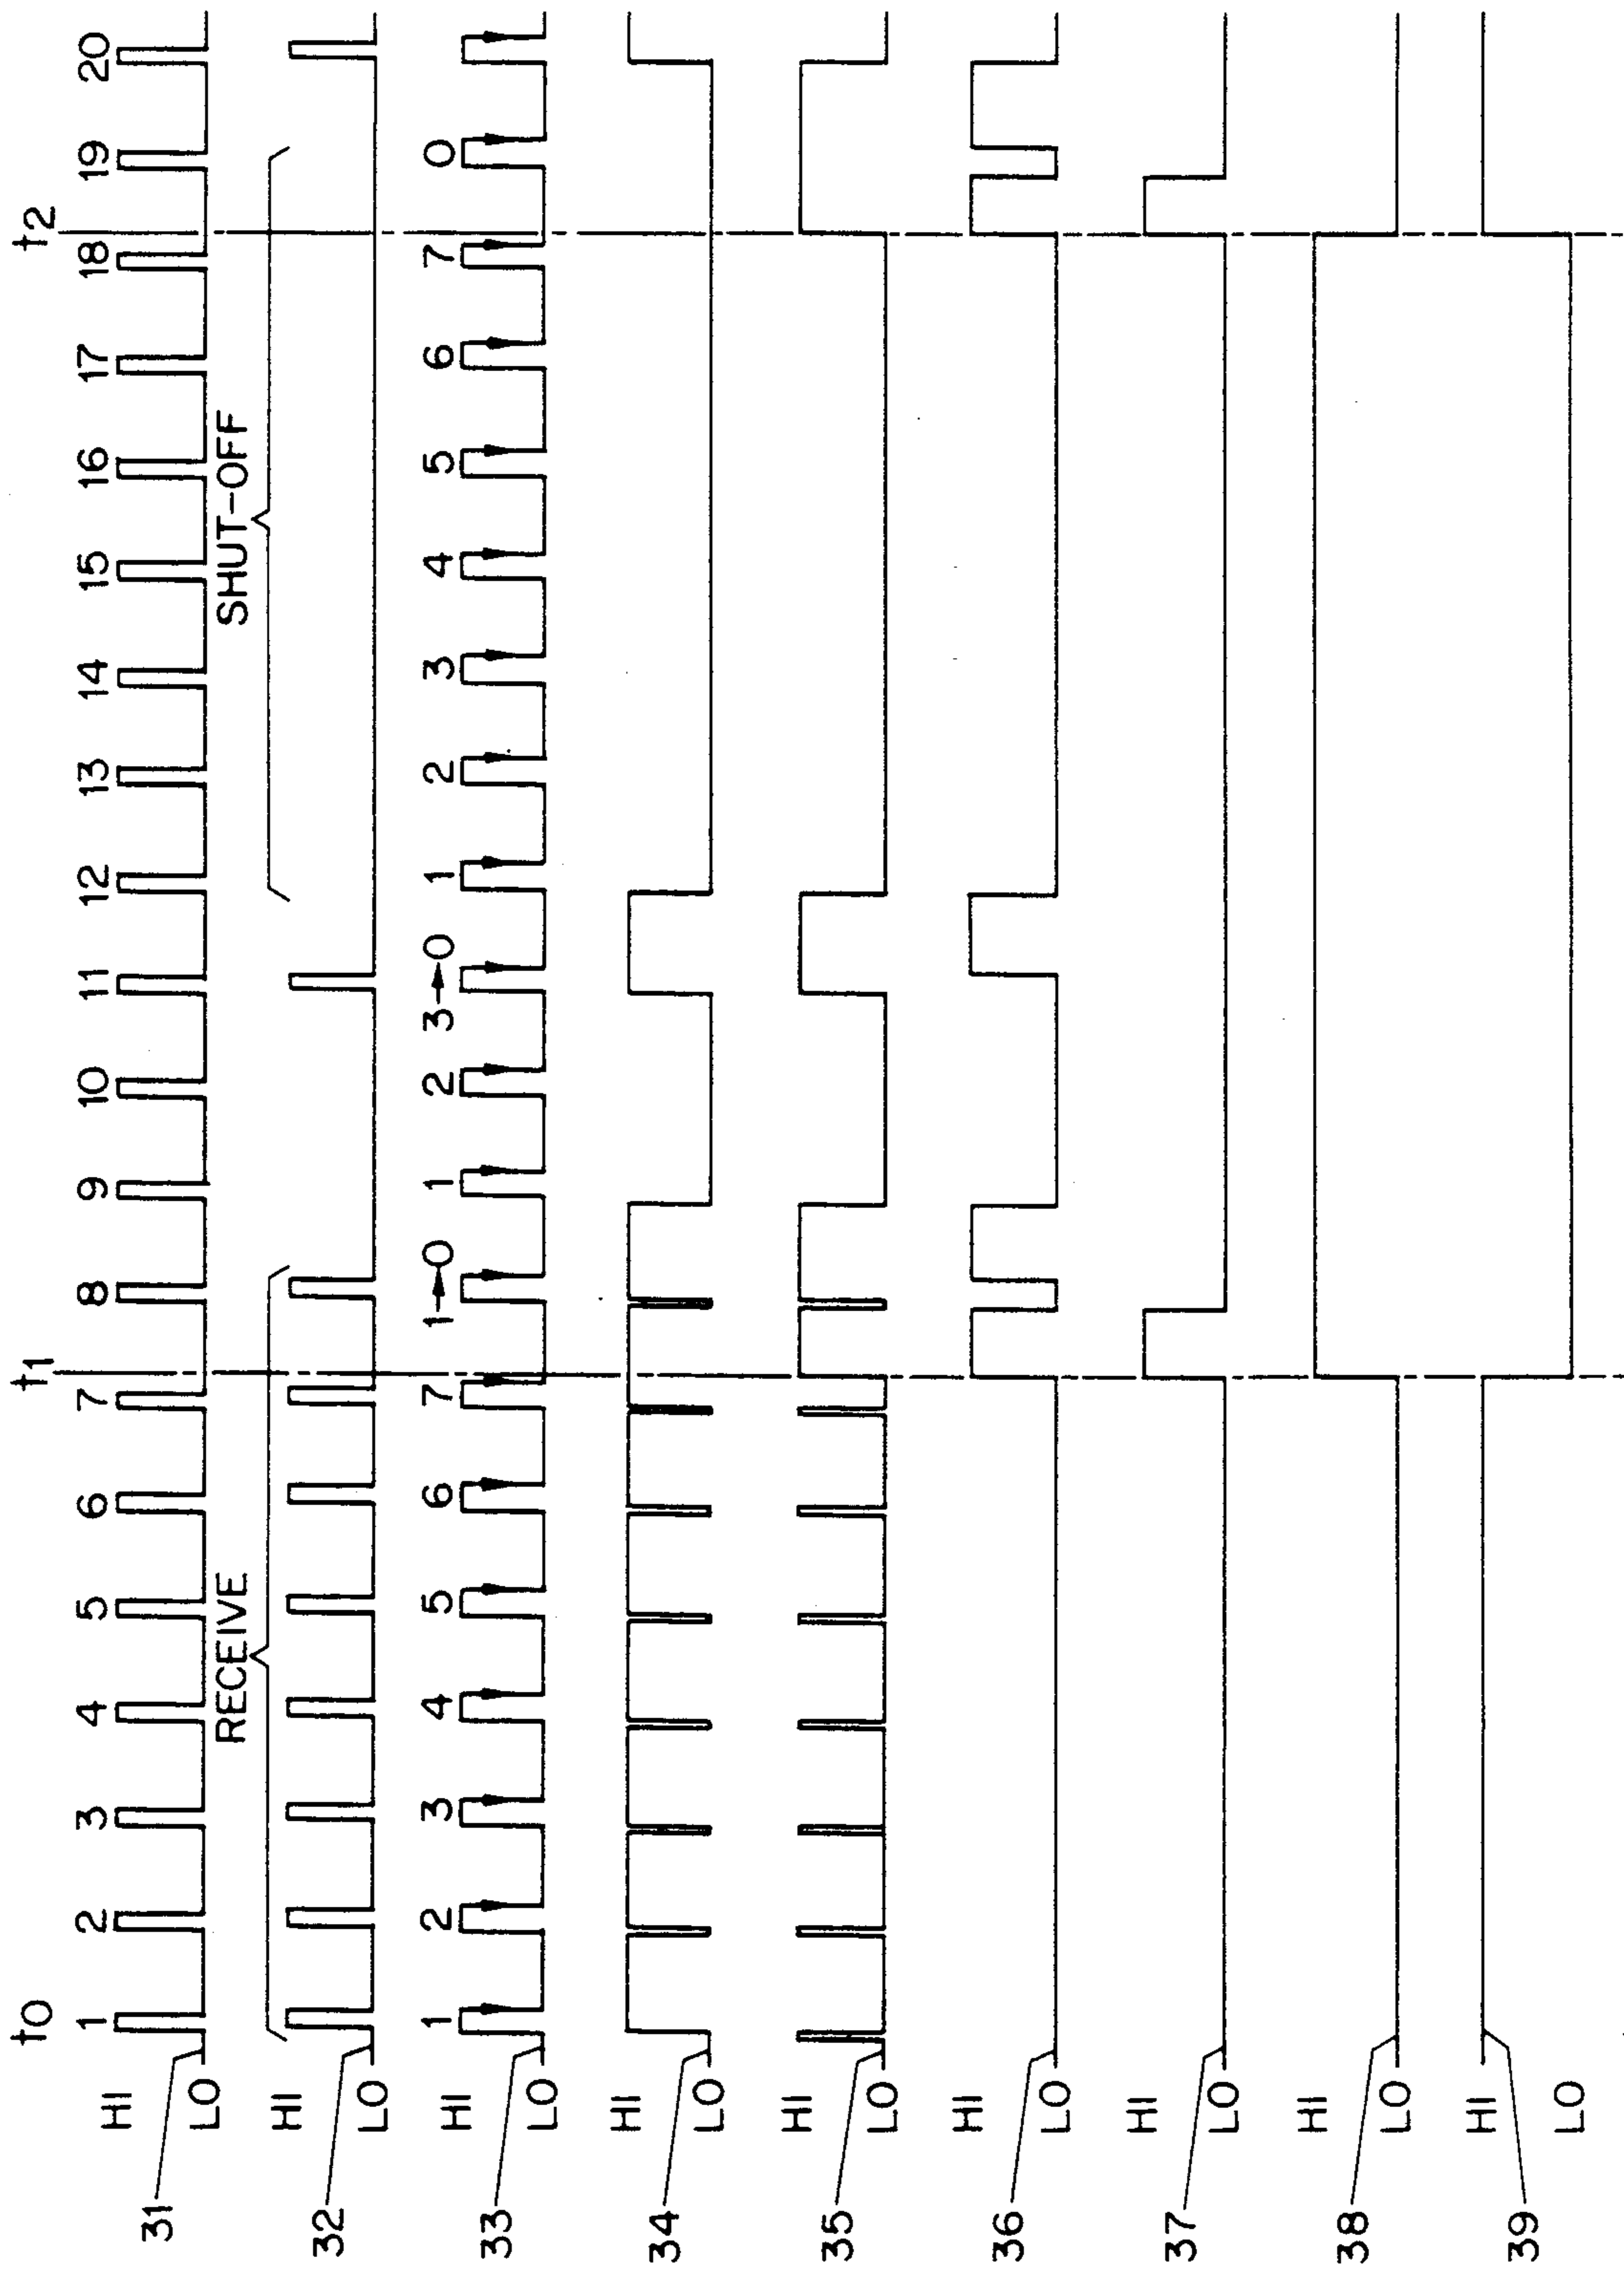 t0 t1 t2
1 2 3 4 5 6 7 8 9 10 11 12 13 14 15 16 17 18 19 20
HI
31
LO
RECEIVE SHUT-OFF
HI
32
LO
1 2 3 4 5 6 7 1→0 1 2 3→0 1 2 3 4 5 6 7 0
HI
33
LO
HI
34
LO
HI
35
LO
HI
36
LO
HI
37
LO
HI
38
LO
HI
39
LO